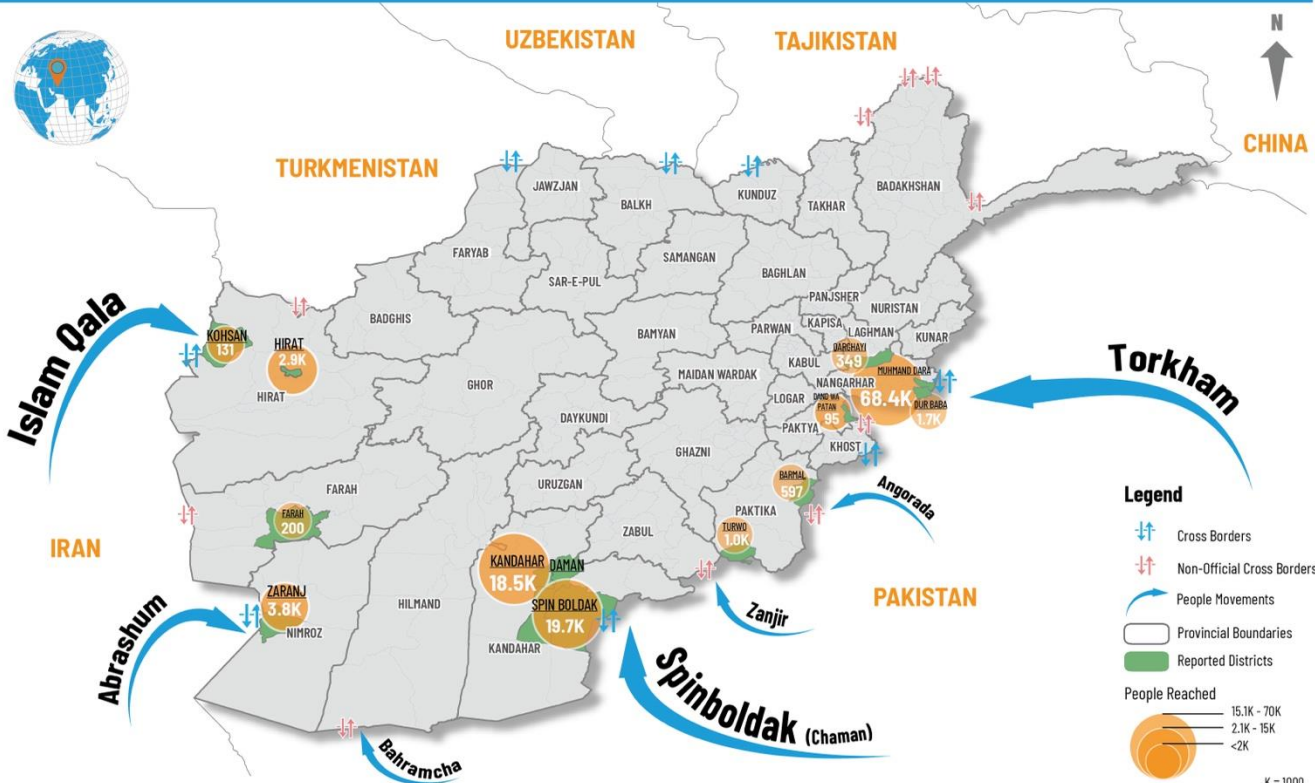 UZBEKISTAN
TAJIKISTAN
N
CHINA
TURKMENISTAN
JAWZJAN
BALKH
KUNDUZ
TAKHAR
BADAKHSHAN
FARYAB
SAMANGAN
SAR-E-PUL
BAGHLAN
PANJSHER
NURISTAN
BADGHIS
BAMYAN
PARWAN
KAPISA
LAGHMAN
KUNAR
Islam Qala
KOHSAN
131
HIRAT
2.9K
HIRAT
GHOR
MAIDAN WARDAK
KABUL
DARGHAYI
349
MUHMAND DARA
68.4K
NANGARHAR
DUR BABA
1.7K
Torkham
LOGAR
DAND WA
PATAN
95
PAKTYA
KHOST
DAYKUNDI
GHAZNI
URUZGAN
FARAH
FARAH
200
ZABUL
BARMAL
597
PAKTIKA
TURWO
1.0K
Angorada
IRAN
KANDAHAR
18.5K
DAMAN
SPIN BOLDAK
19.7K
KANDAHAR
ZARANJ
3.8K
NIMROZ
HILMAND
Abrashum
Zanjir
PAKISTAN
Spinboldak (Chaman)
Bahramcha
Legend
Cross Borders
Non-Official Cross Borders
People Movements
Provincial Boundaries
Reported Districts
People Reached
15.1K - 70K
2.1K - 15K
<2K
K = 1000